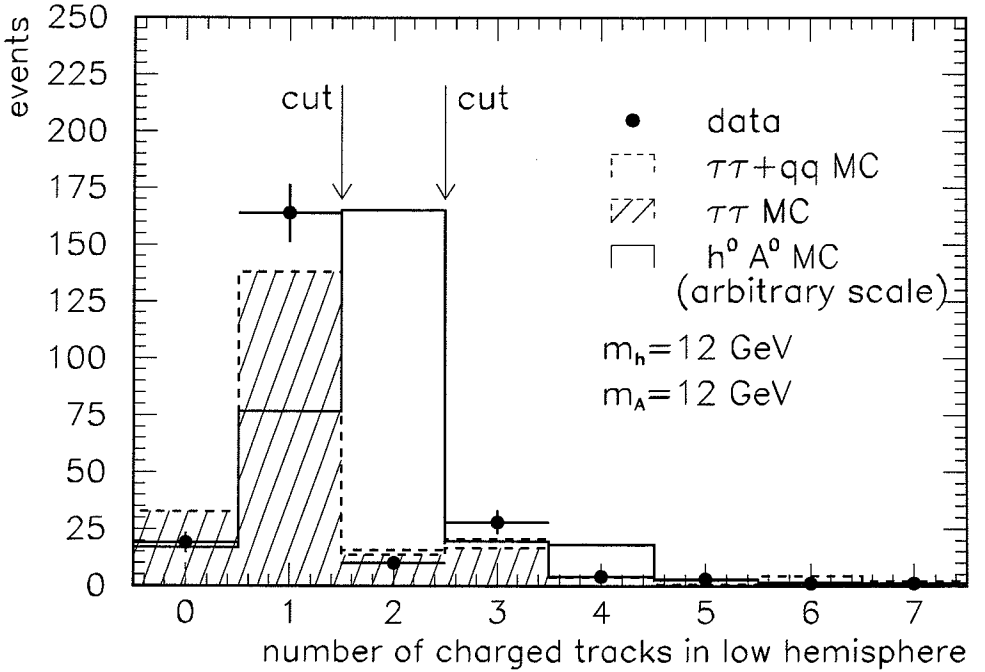 events
250
225
200
175
150
125
100
75
50
25
0
cut
cut
data
ττ+qq MC
ττ MC
h⁰ A⁰ MC
(arbitrary scale)
mₕ=12 GeV
m_A=12 GeV
0 1 2 3 4 5 6 7
number of charged tracks in low hemisphere